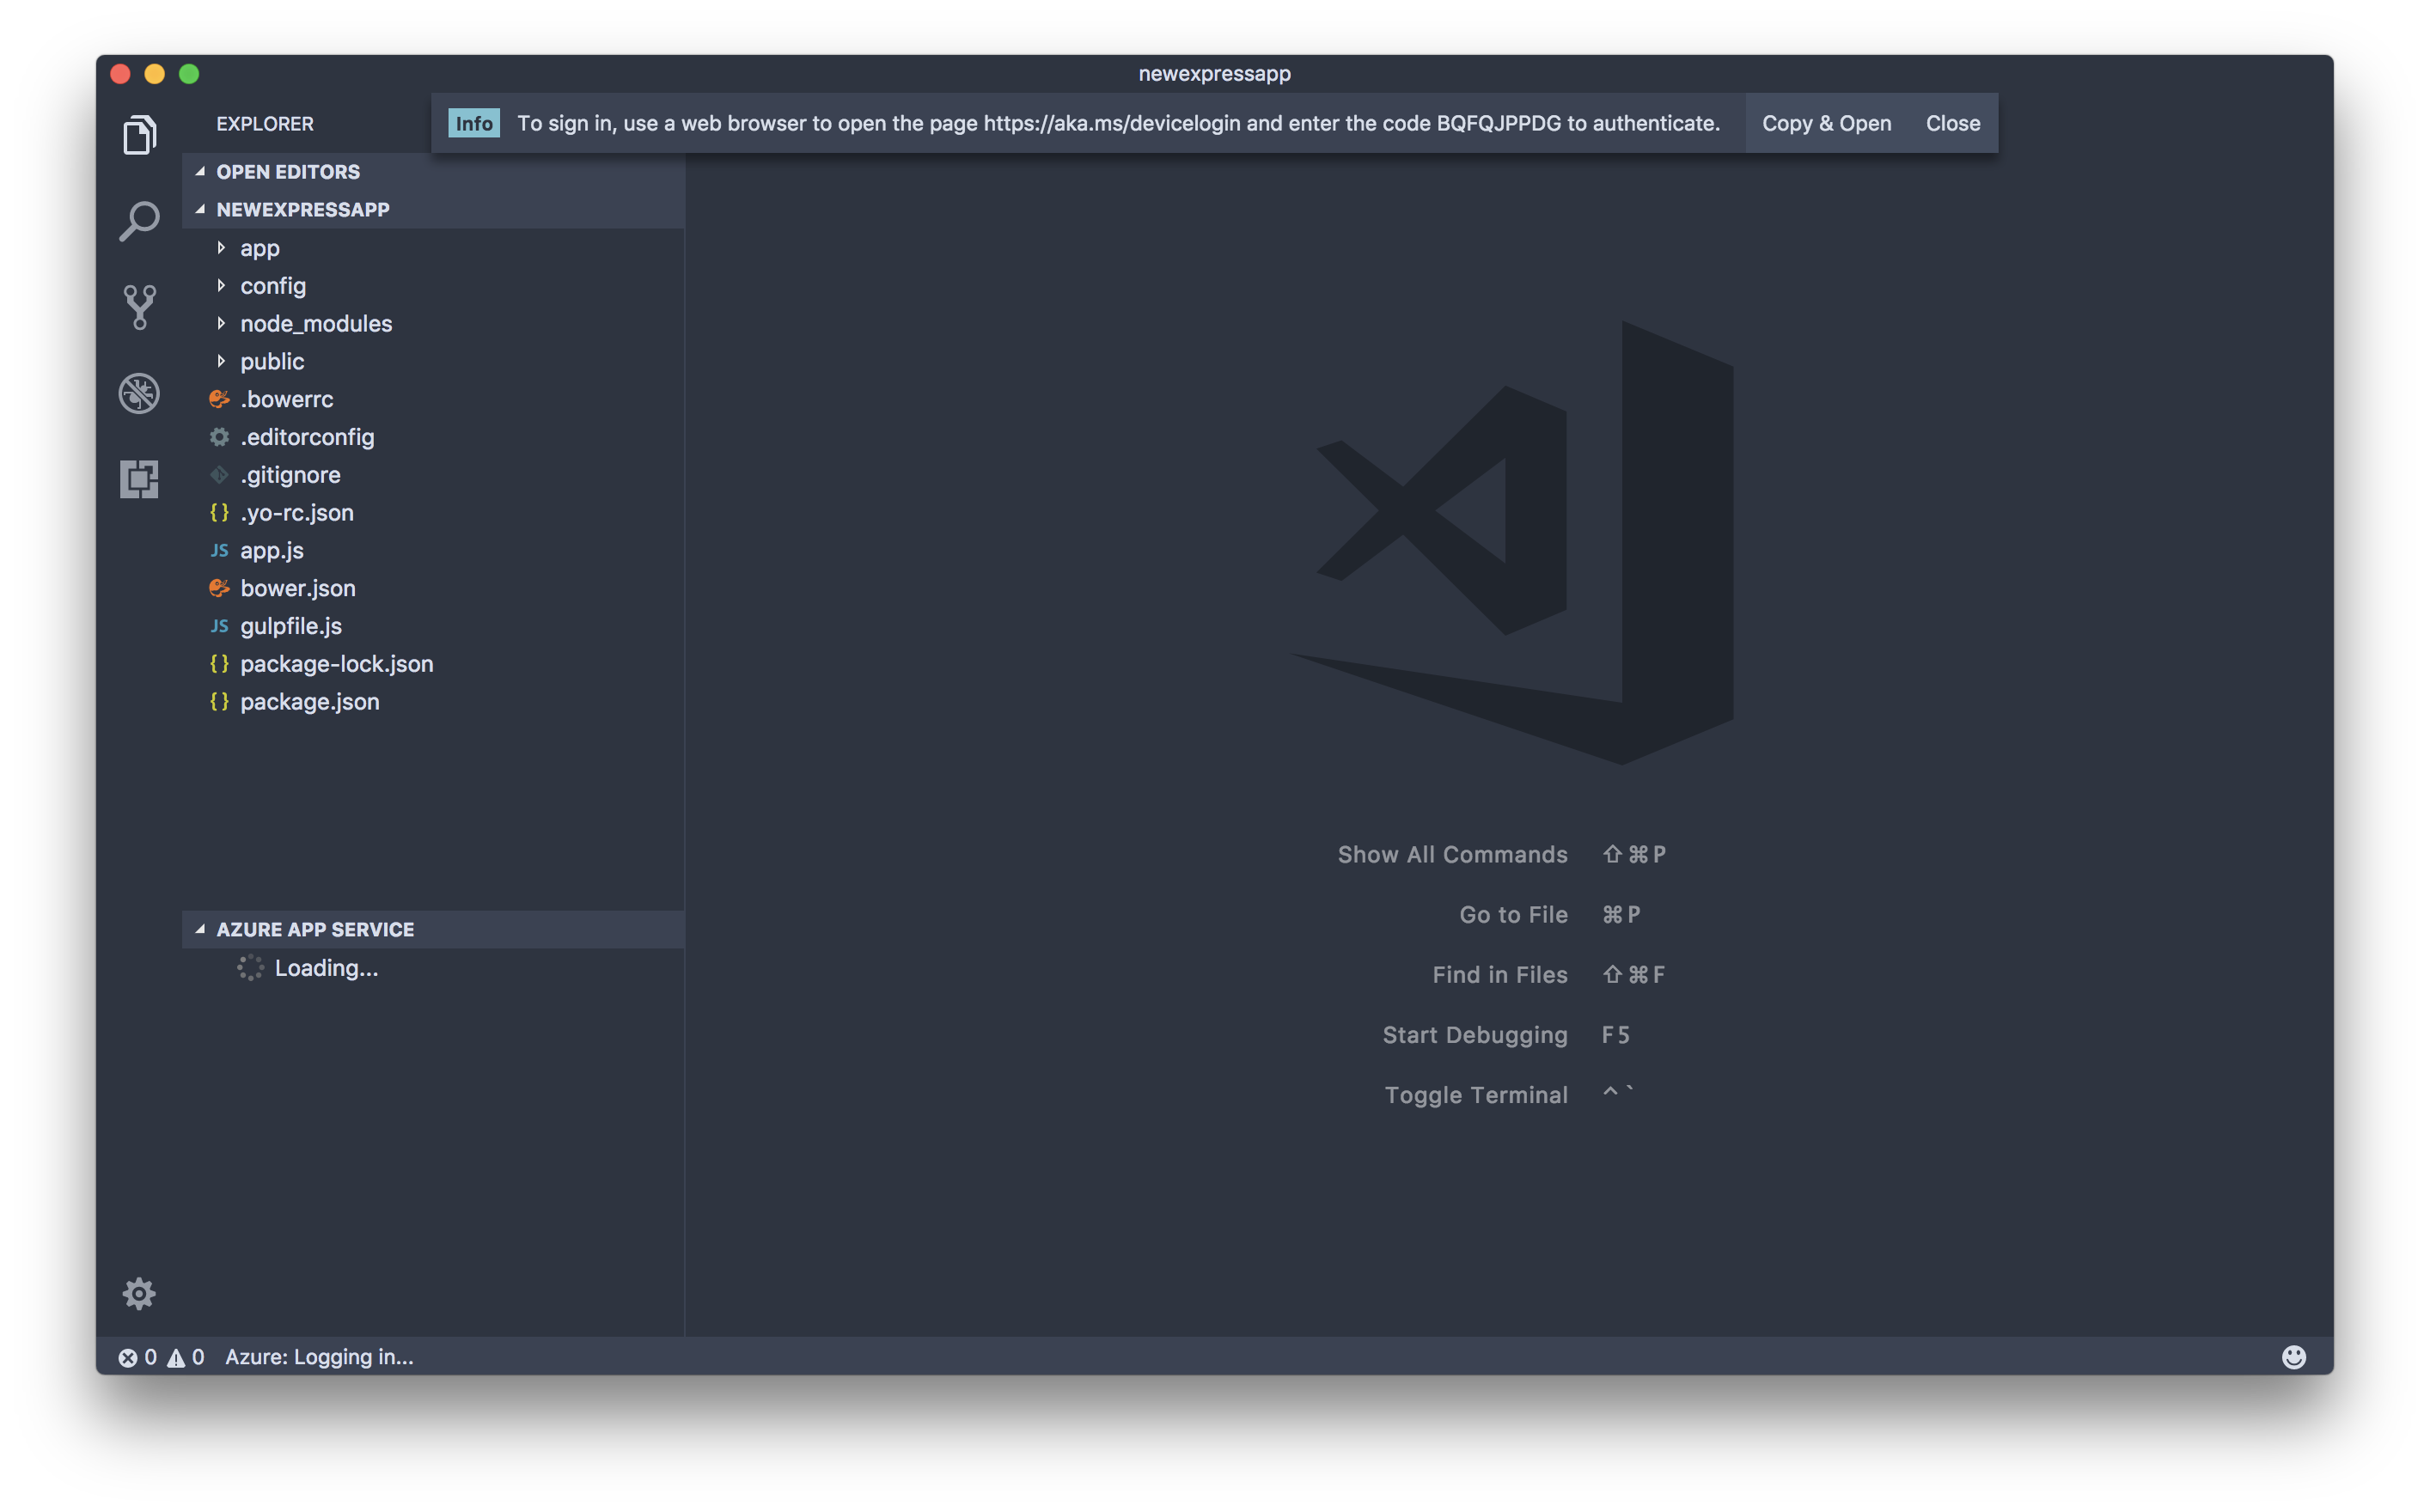 newexpressapp
EXPLORER
Info To sign in, use a web browser to open the page https://aka.ms/devicelogin and enter the code BQFQJPPDG to authenticate. Copy & Open Close
OPEN EDITORS
NEWEXPRESSAPP
app
config
node_modules
public
.bowerrc
.editorconfig
.gitignore
{} .yo-rc.json
JS app.js
bower.json
JS gulpfile.js
{} package-lock.json
{} package.json
AZURE APP SERVICE
Loading...
Show All Commands ⇧⌘P
Go to File ⌘P
Find in Files ⇧⌘F
Start Debugging F5
Toggle Terminal ^`
0 0 Azure: Logging in...